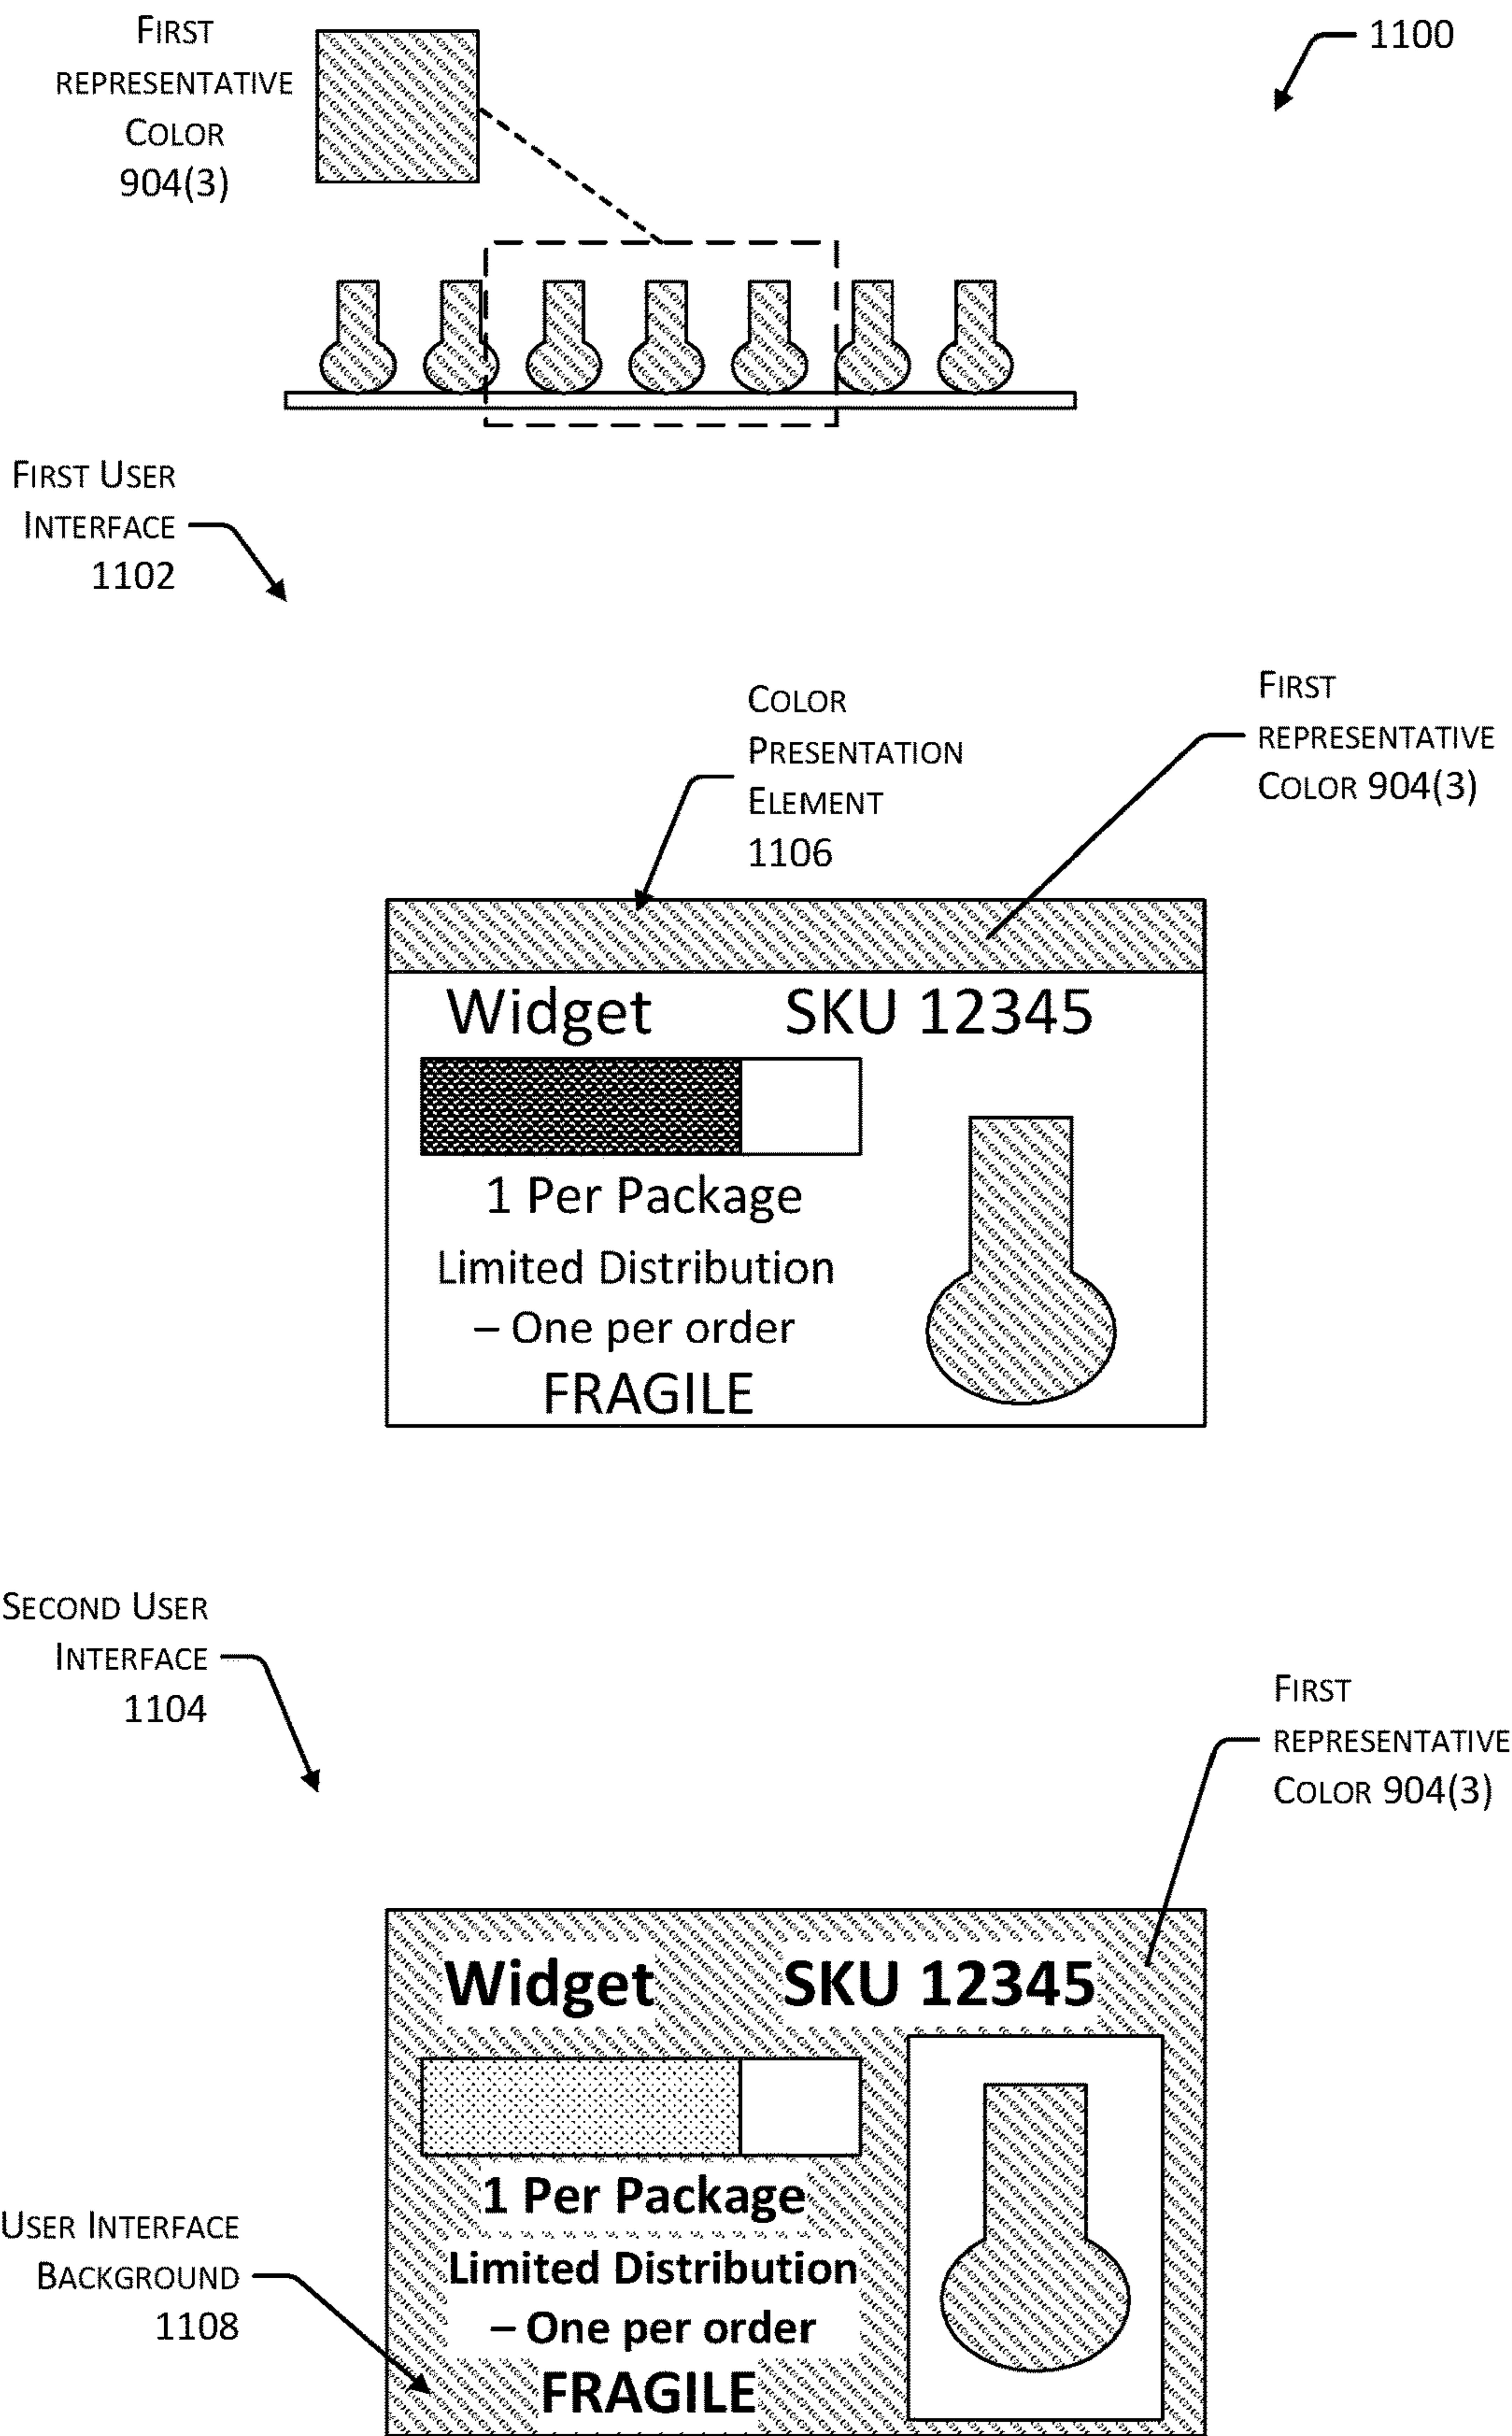 First
representative
Color
904(3)
1100
First User
Interface
1102
Color
Presentation
Element
1106
First
representative
Color 904(3)
Widget SKU 12345
1 Per Package
Limited Distribution
– One per order
FRAGILE
Second User
Interface
1104
First
representative
Color 904(3)
Widget SKU 12345
1 Per Package
Limited Distribution
– One per order
FRAGILE
User Interface
Background
1108